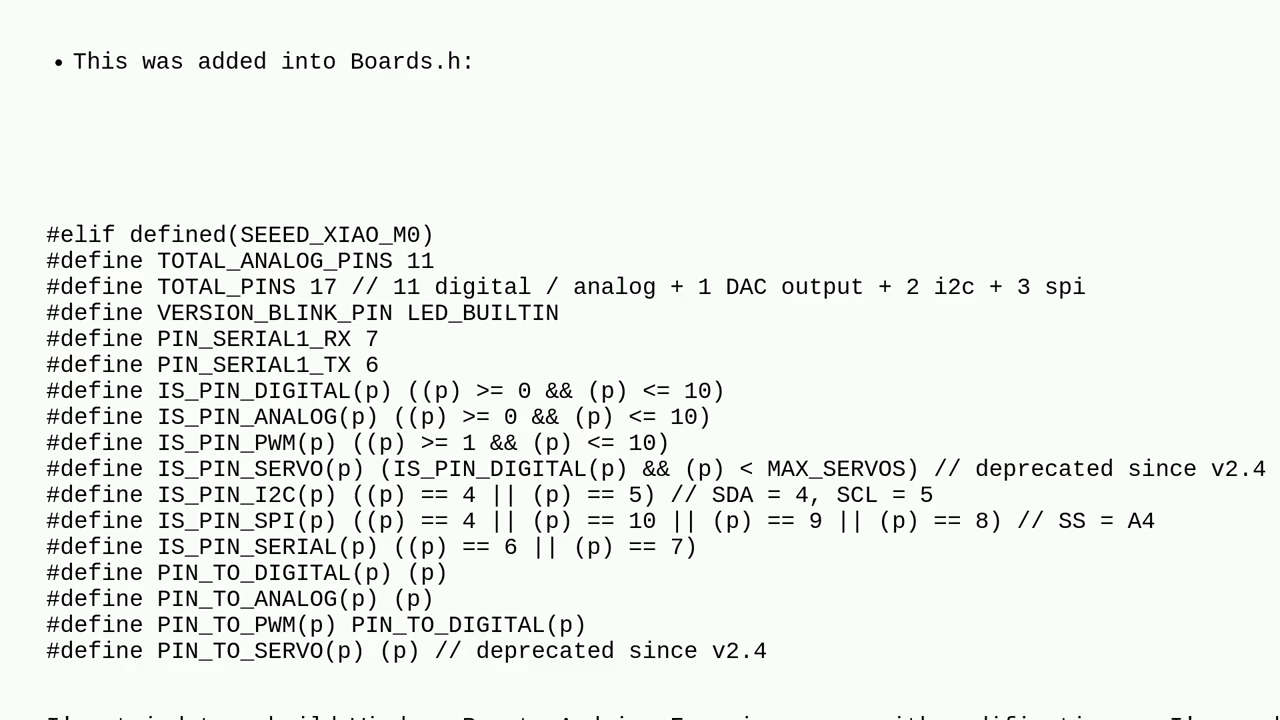 • This was added into Boards.h:
#elif defined(SEEED_XIAO_M0)
#define TOTAL_ANALOG_PINS 11
#define TOTAL_PINS 17 // 11 digital / analog + 1 DAC output + 2 i2c + 3 spi
#define VERSION_BLINK_PIN LED_BUILTIN
#define PIN_SERIAL1_RX 7
#define PIN_SERIAL1_TX 6
#define IS_PIN_DIGITAL(p) ((p) >= 0 && (p) <= 10)
#define IS_PIN_ANALOG(p) ((p) >= 0 && (p) <= 10)
#define IS_PIN_PWM(p) ((p) >= 1 && (p) <= 10)
#define IS_PIN_SERVO(p) (IS_PIN_DIGITAL(p) && (p) < MAX_SERVOS) // deprecated since v2.4
#define IS_PIN_I2C(p) ((p) == 4 || (p) == 5) // SDA = 4, SCL = 5
#define IS_PIN_SPI(p) ((p) == 4 || (p) == 10 || (p) == 9 || (p) == 8) // SS = A4
#define IS_PIN_SERIAL(p) ((p) == 6 || (p) == 7)
#define PIN_TO_DIGITAL(p) (p)
#define PIN_TO_ANALOG(p) (p)
#define PIN_TO_PWM(p) PIN_TO_DIGITAL(p)
#define PIN_TO_SERVO(p) (p) // deprecated since v2.4